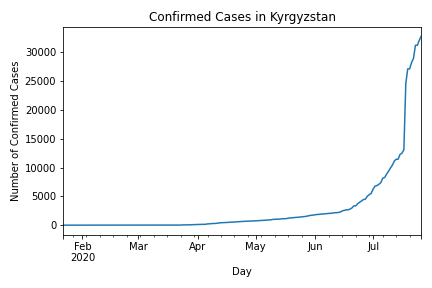 Confirmed Cases in Kyrgyzstan
Number of Confirmed Cases
30000
25000
20000
15000
10000
5000
0
Feb
2020
Mar
Apr
May
Jun
Jul
Day